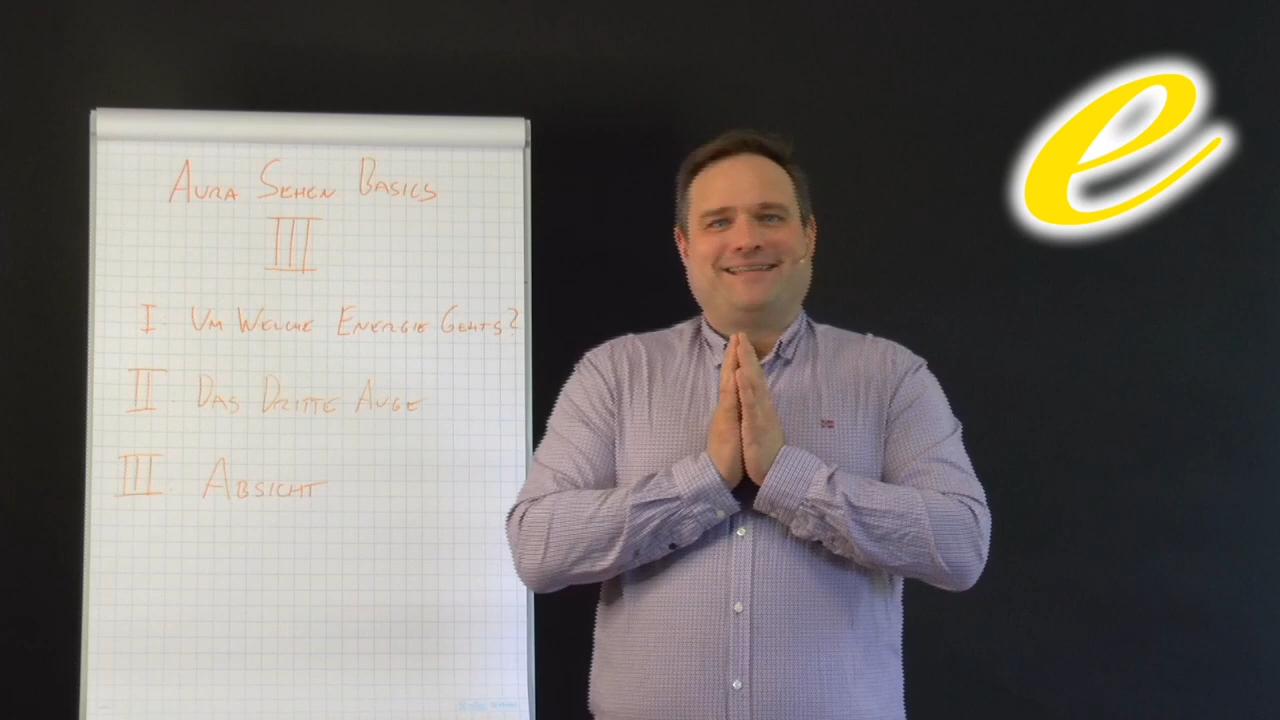 AURA SEHEN BASICS
III
I. UM WELCHE ENERGIE GEHTS?
II. DAS DRITTE AUGE
III. ABSICHT
e